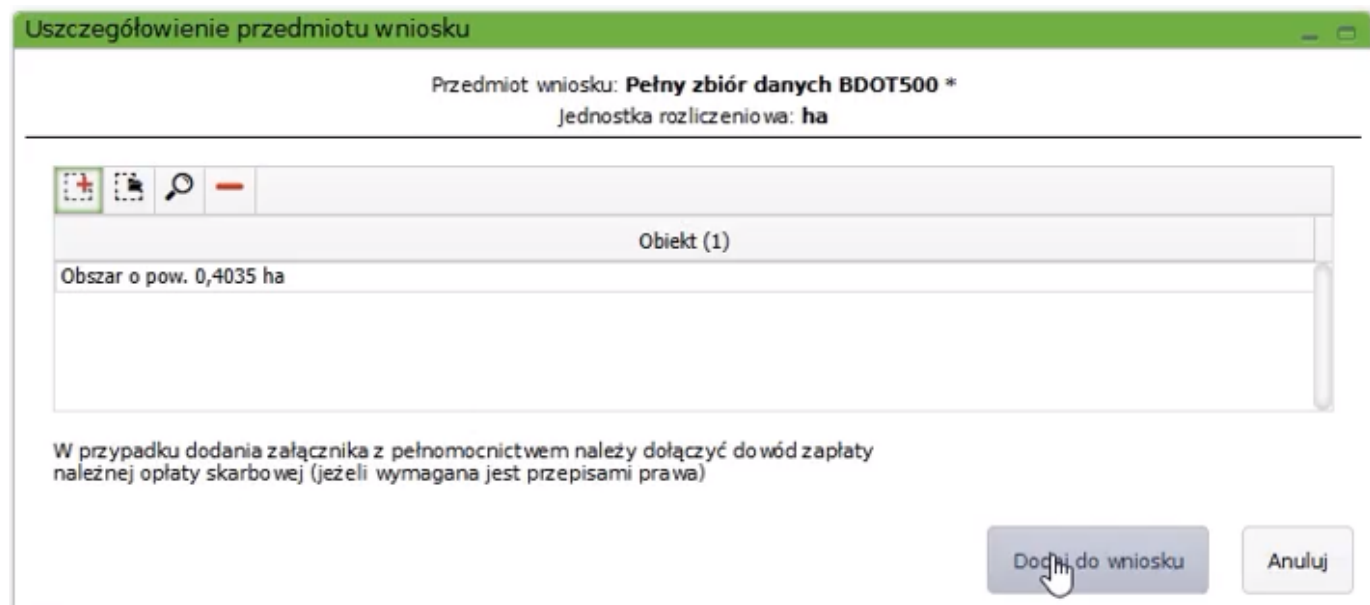 Uszczegółowienie przedmiotu wniosku
Przedmiot wniosku: Pełny zbiór danych BDOT500 *
Jednostka rozliczeniowa: ha
Obiekt (1)
Obszar o pow. 0,4035 ha
W przypadku dodania załącznika z pełnomocnictwem należy dołączyć dowód zapłaty
należnej opłaty skarbowej (jeżeli wymagana jest przepisami prawa)
Dodaj do wniosku
Anuluj